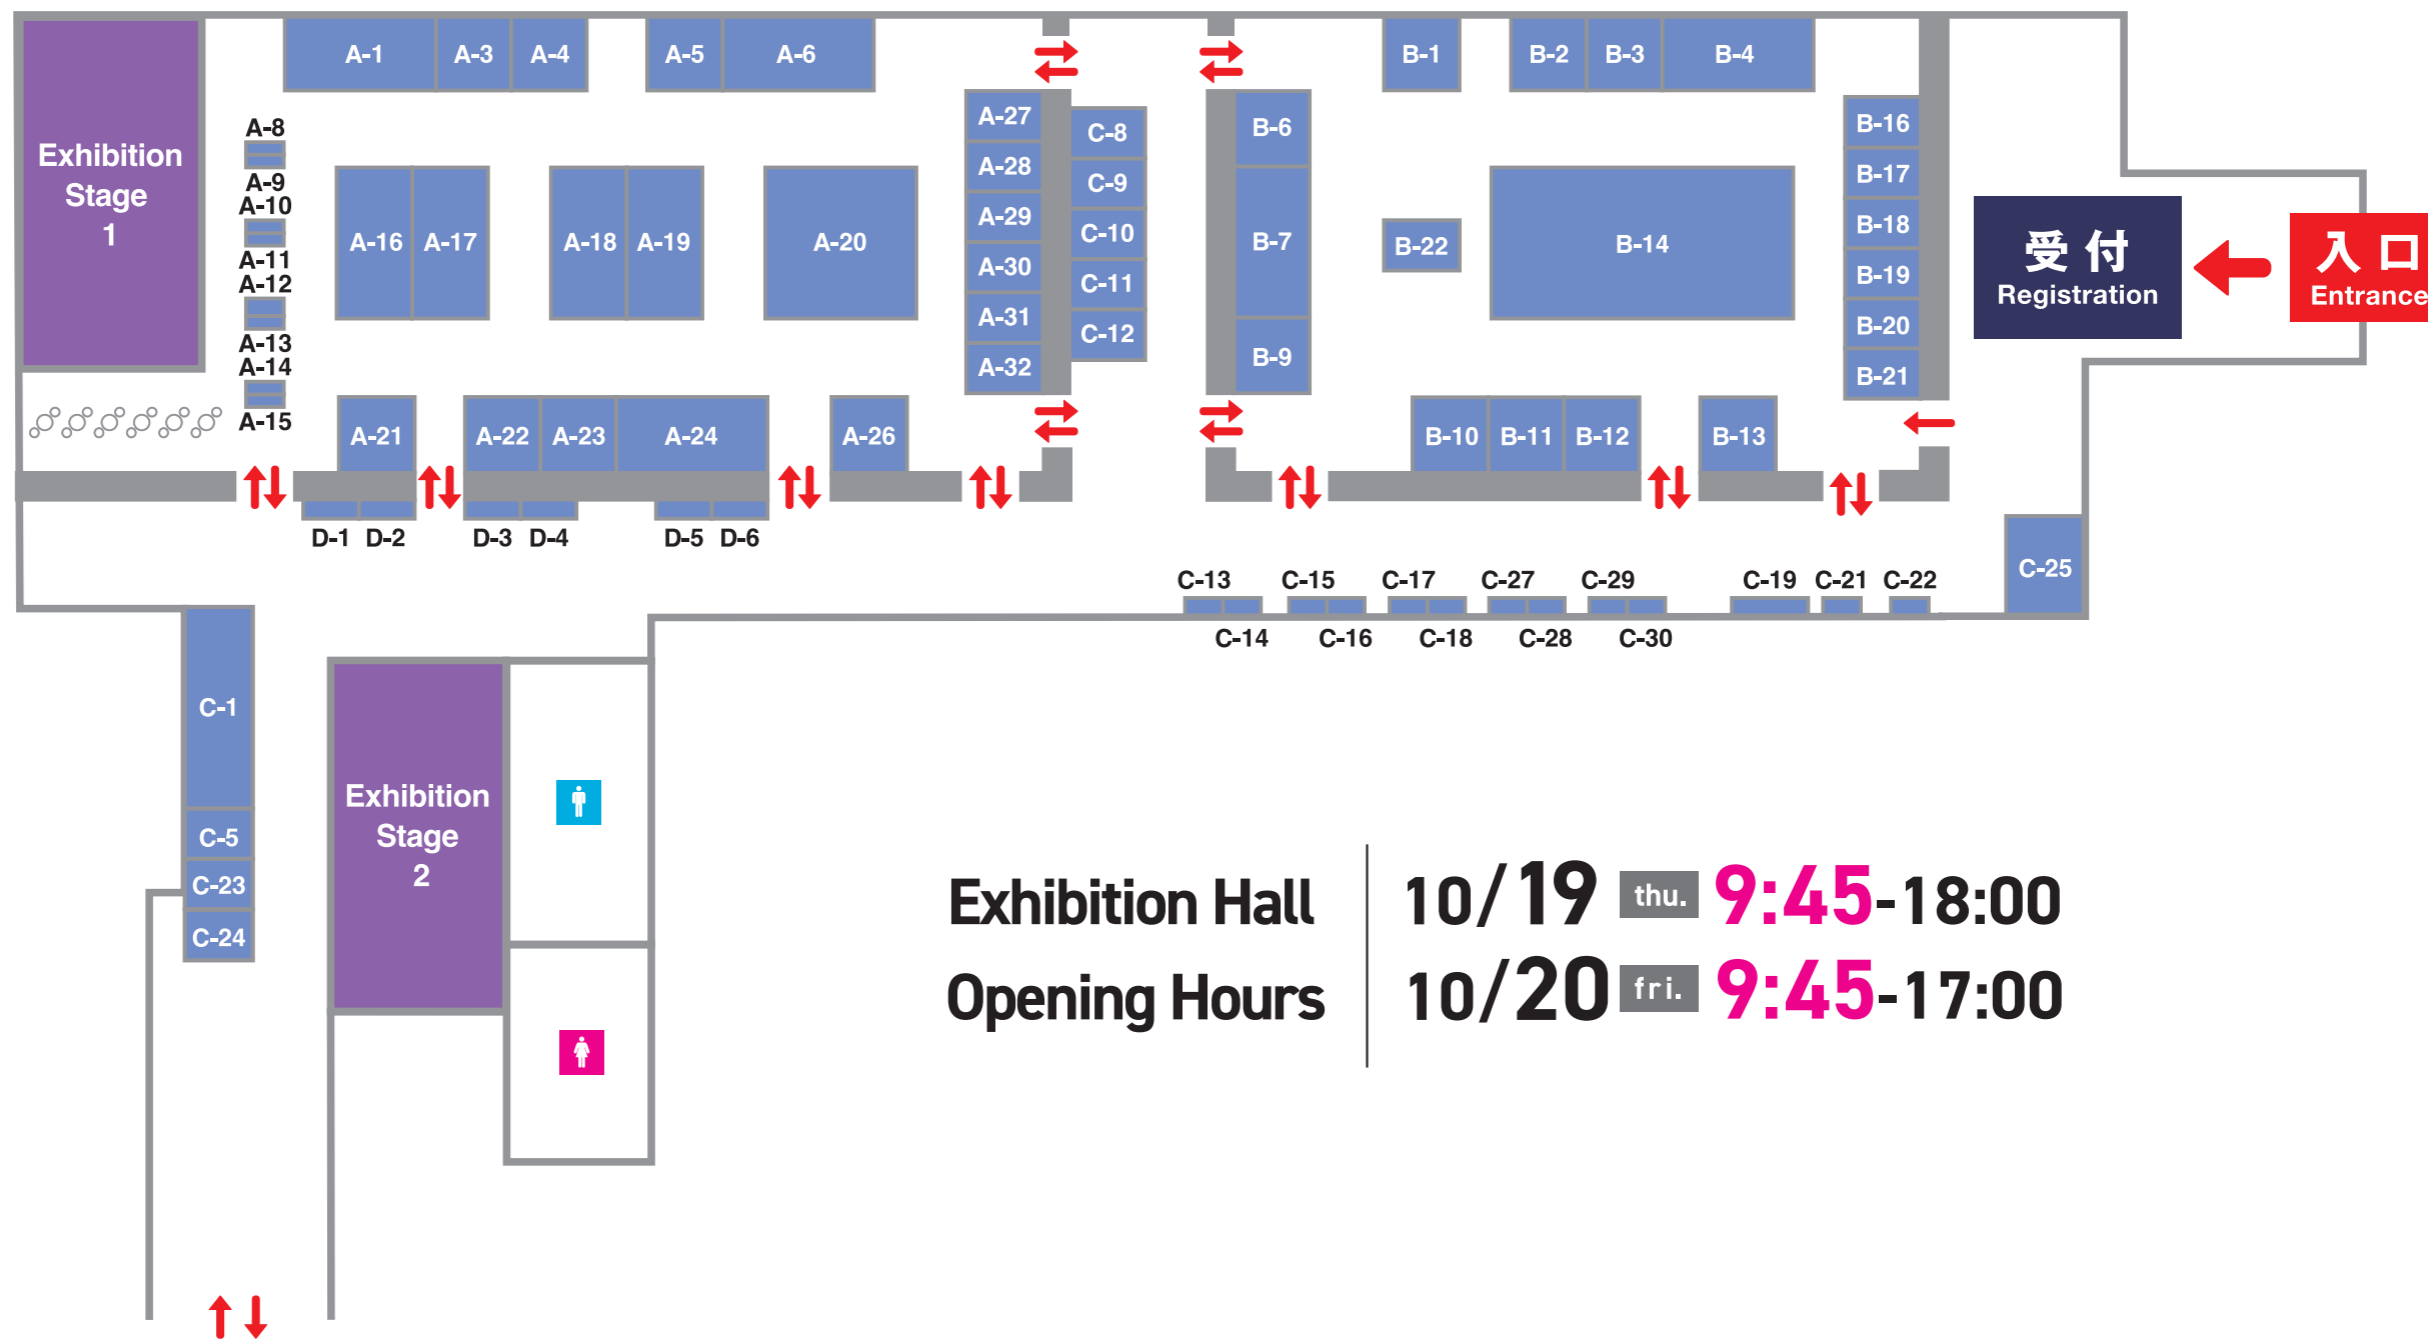 A-1
A-3
A-4
A-5
A-6
B-1
B-2
B-3
B-4
Exhibition
Stage
1
A-8
A-9
A-10
A-11
A-12
A-13
A-14
A-15
A-16
A-17
A-18
A-19
A-20
A-27
A-28
A-29
A-30
A-31
A-32
C-8
C-9
C-10
C-11
C-12
B-6
B-7
B-9
B-22
B-14
B-16
B-17
B-18
B-19
B-20
B-21
受付
Registration
入口
Entrance
A-21
A-22
A-23
A-24
A-26
B-10
B-11
B-12
B-13
D-1
D-2
D-3
D-4
D-5
D-6
C-13
C-15
C-17
C-27
C-29
C-19
C-21
C-22
C-25
C-14
C-16
C-18
C-28
C-30
C-1
C-5
C-23
C-24
Exhibition
Stage
2
Exhibition Hall
Opening Hours
10/19 thu. 9:45-18:00
10/20 fri. 9:45-17:00